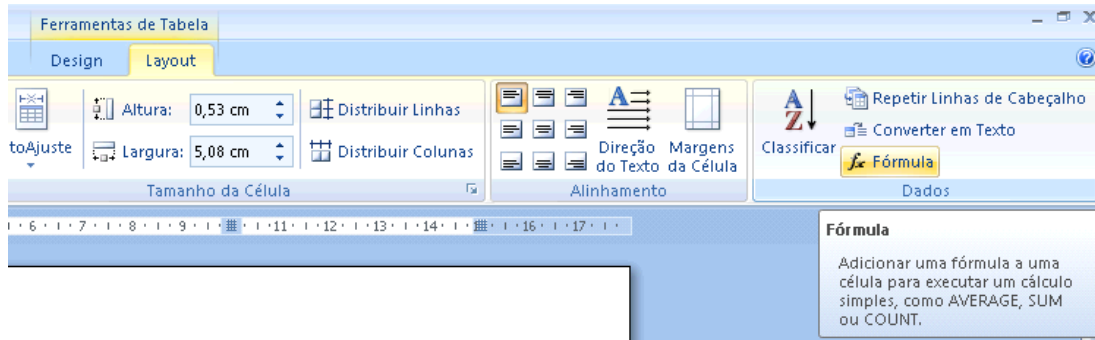 Ferramentas de Tabela
Design Layout
toAjuste
Altura: 0,53 cm
Largura: 5,08 cm
Distribuir Linhas
Distribuir Colunas
Tamanho da Célula
Direção do Texto
Margens da Célula
Alinhamento
Classificar
Repetir Linhas de Cabeçalho
Converter em Texto
fx Fórmula
Dados
6 7 8 9 11 12 13 14 16 17
Fórmula
Adicionar uma fórmula a uma
célula para executar um cálculo
simples, como AVERAGE, SUM
ou COUNT.